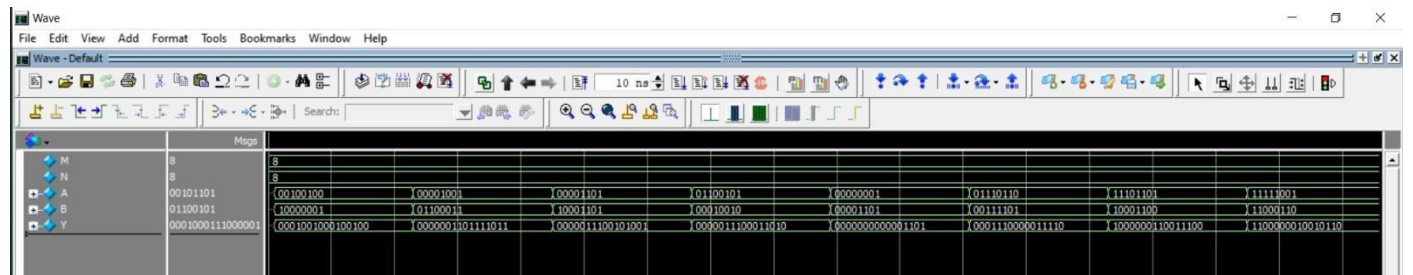 Wave
File Edit View Add Format Tools Bookmarks Window Help
Wave - Default
10 ns
Search:
Msgs
M 8 8
N 8 8
A 00101101 00100100 00001001 00001101 01100101 00000001 01110110 11101101 11111001
B 01100101 10000001 01100011 10001101 00010010 00001101 00111101 10001100 11000110
Y 0001000111000001 0001001000100100 0000001101111011 0000011100101001 0000011100011010 0000000000001101 0001110000011110 1000000110011100 1100000010010110